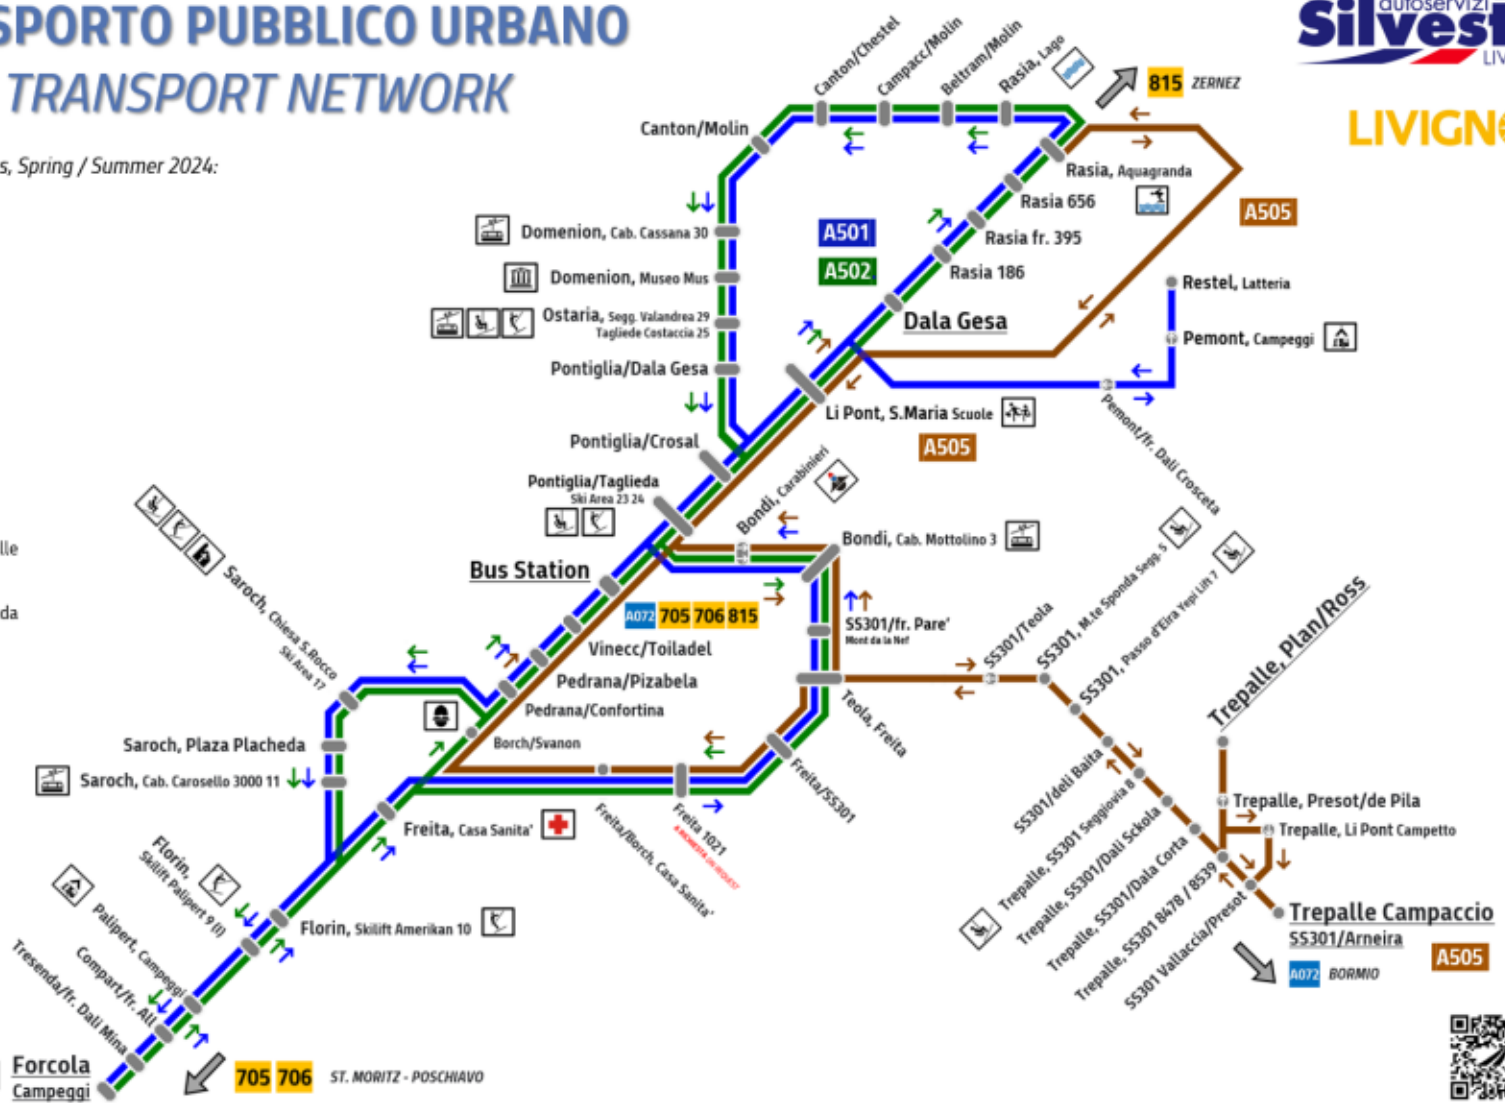 SPORTO PUBBLICO URBANO
TRANSPORT NETWORK
s, Spring / Summer 2024:
autoservizi
Silvest
LIV
LIVIGN
815 ZERNEZ
Canton/Chestel
Campacc/Molin
Beltram/Molin
Rasia, Lago
Canton/Molin
Rasia, Aquagranda
Rasia 656
Rasia fr. 395
Rasia 186
A501
A502
A505
Domenion, Cab. Cassana 30
Domenion, Museo Mus
Ostaria, Segg. Valandrea 29
Tagliede Costaccia 25
Pontiglia/Dala Gesa
Dala Gesa
Restel, Latteria
Pemont, Campeggi
Pemont/fr. Dali Crosceta
Li Pont, S.Maria Scuole
A505
Pontiglia/Crosal
Pontiglia/Taglieda
Ski Area 23 24
Bondi, Carabinieri
Bondi, Cab. Mottolino 3
lle
da
Bus Station
A072 705 706 815
SS301/fr. Pare'
Mont da la Nef
Vinecc/Toiladel
Pedrana/Pizabela
Pedrana/Confortina
Borch/Svanon
Saroch, Chiesa S.Rocco
Ski Area 17
Saroch, Plaza Placheda
Saroch, Cab. Carosello 3000 11
Teola, Freita
Freita/SS301
Freita 1021
A RICHIESTA ON REQUEST
Freita/Borch, Casa Sanita'
Freita, Casa Sanita'
SS301/Teola
SS301, M.te Sponda Segg. 5
SS301, Passo d'Eira Yepi Lift 7
SS301/deli Baita
Trepalle, SS301 Seggiovia 6
Trepalle, SS301/Dali Sckola
Trepalle, SS301/Dala Corta
Trepalle, SS301 8478 / 8539
SS301 Vallaccia/Presot
Trepalle, Plan/Ross
Trepalle, Presot/de Pila
Trepalle, Li Pont Campetto
Trepalle Campaccio
SS301/Arneira
A505
A072 BORMIO
Florin,
Skilift Palipert 9 (I)
Florin, Skilift Amerikan 10
Palipert, Campeggi
Compart/fr. All
Tresenda/fr. Dali Mina
Forcola
Campeggi
705 706 ST. MORITZ - POSCHIAVO